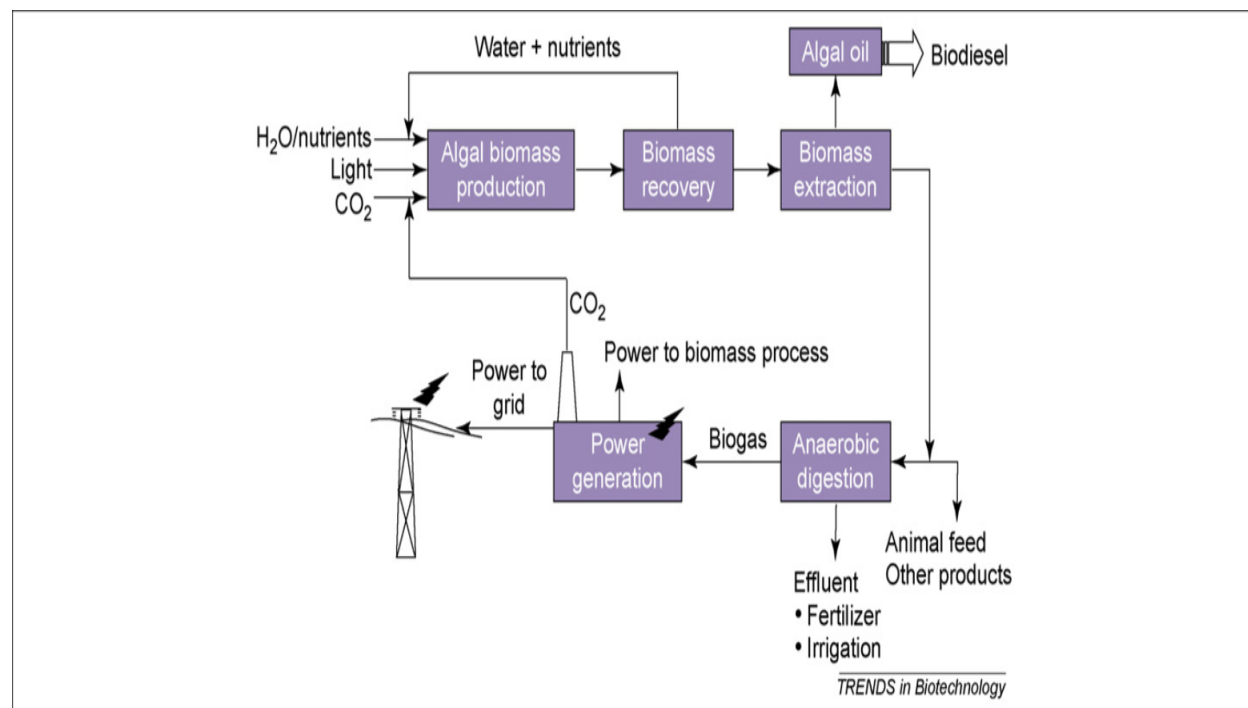 Water + nutrients
Algal oil
Biodiesel
H₂O/nutrients
Light
CO₂
Algal biomass
production
Biomass
recovery
Biomass
extraction
CO₂
Power to biomass process
Power to
grid
Power
generation
Biogas
Anaerobic
digestion
Animal feed
Other products
Effluent
• Fertilizer
• Irrigation
TRENDS in Biotechnology